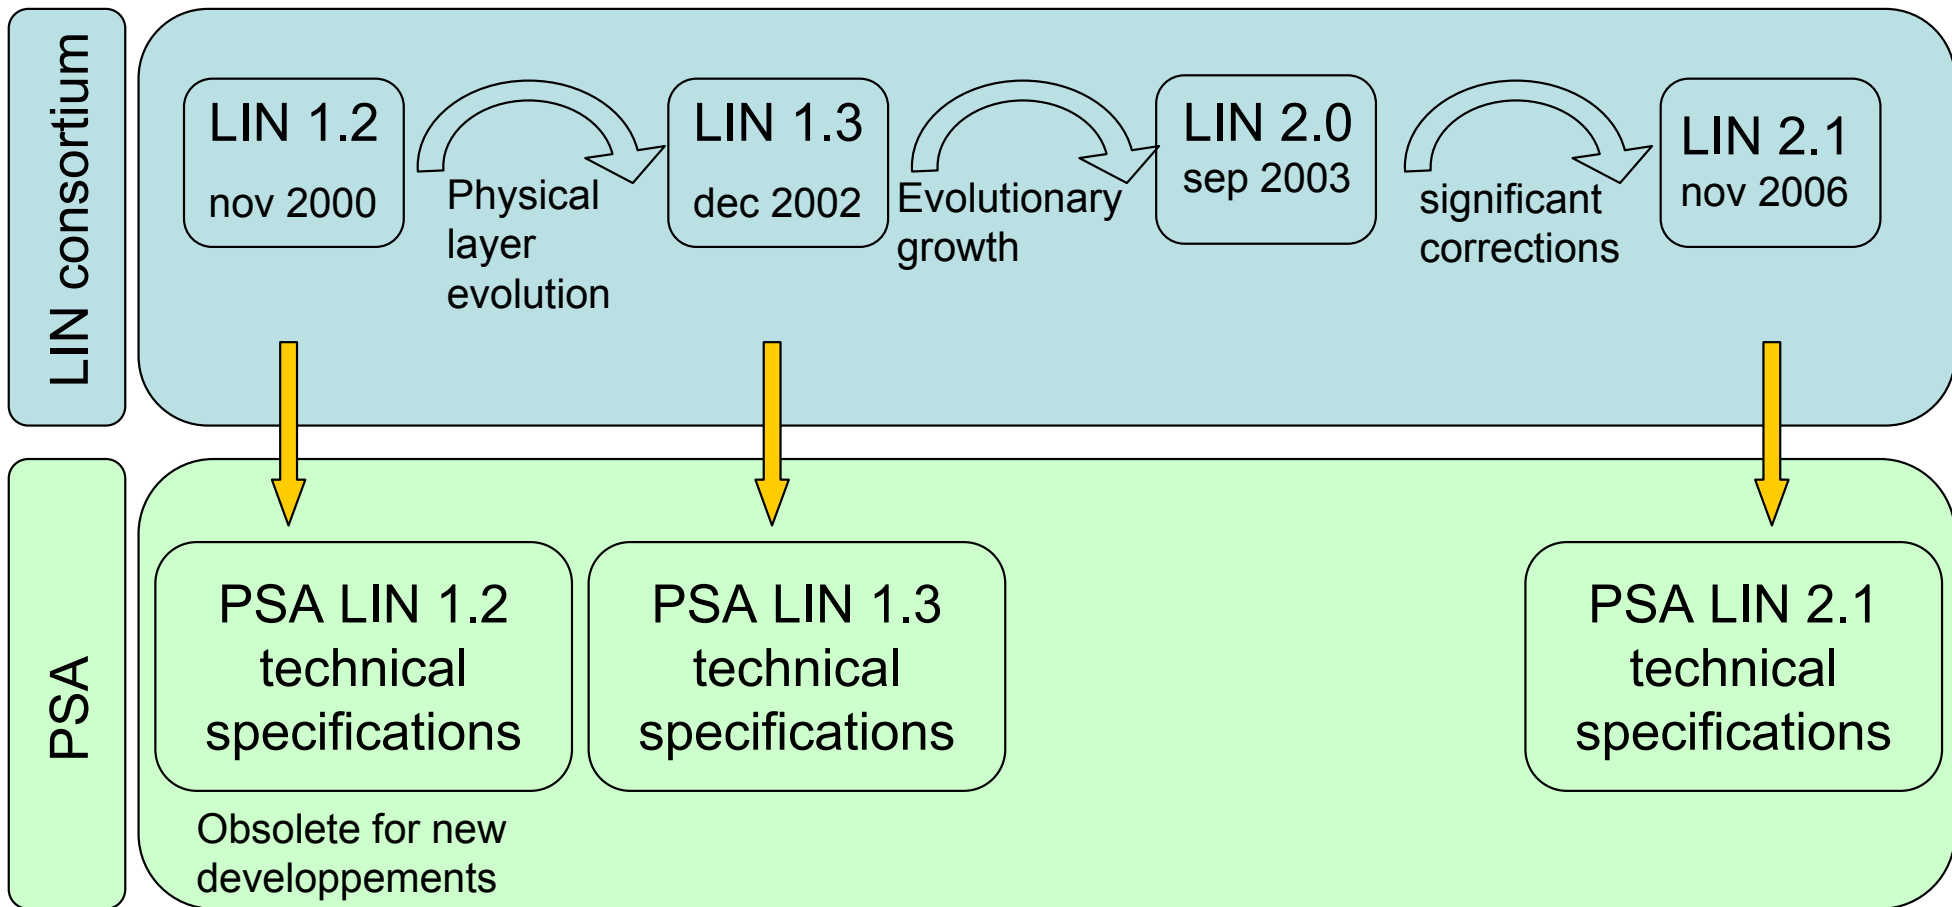 LIN consortium
LIN 1.2
nov 2000
Physical
layer
evolution
LIN 1.3
dec 2002
Evolutionary
growth
LIN 2.0
sep 2003
significant
corrections
LIN 2.1
nov 2006
PSA
PSA LIN 1.2
technical
specifications
Obsolete for new
developpements
PSA LIN 1.3
technical
specifications
PSA LIN 2.1
technical
specifications